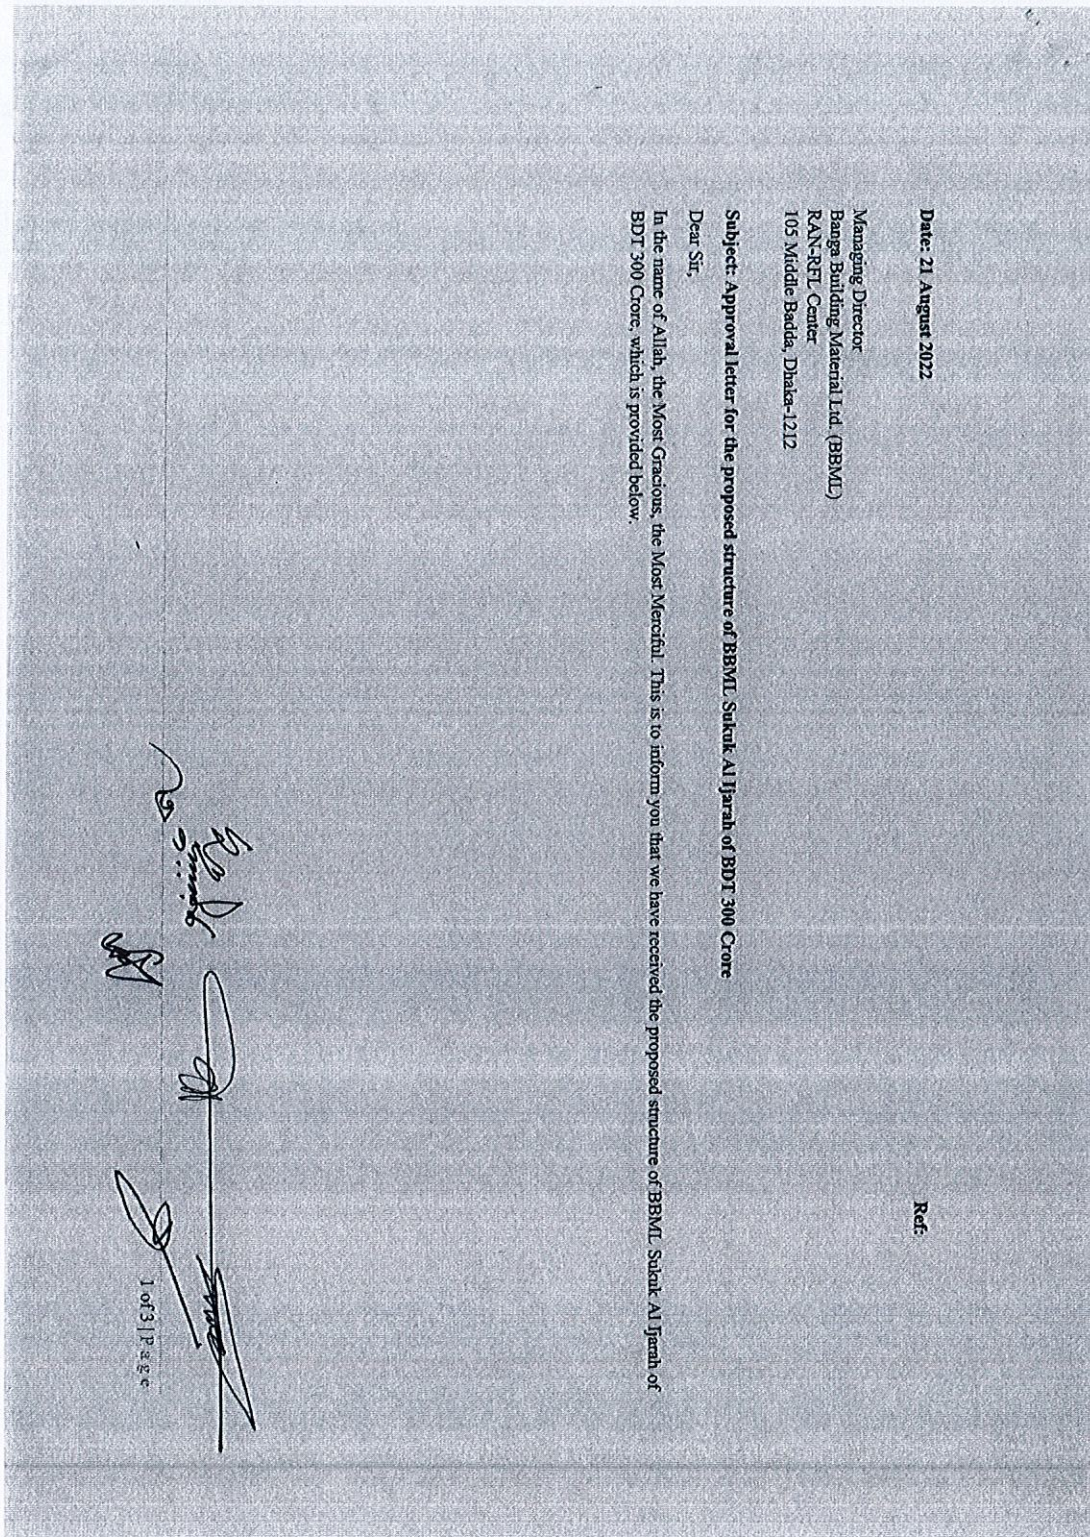 Date: 21 August 2022
Ref:
Managing Director
Banga Building Material Ltd. (BBML)
RAN-RFL Center
105 Middle Badda, Dhaka-1212
Subject: Approval letter for the proposed structure of BBML Sukuk Al Ijarah of BDT 300 Crore
Dear Sir,
In the name of Allah, the Most Gracious, the Most Merciful. This is to inform you that we have received the proposed structure of BBML Sukuk Al Ijarah of
BDT 300 Crore, which is provided below.
1 of 3 | Page